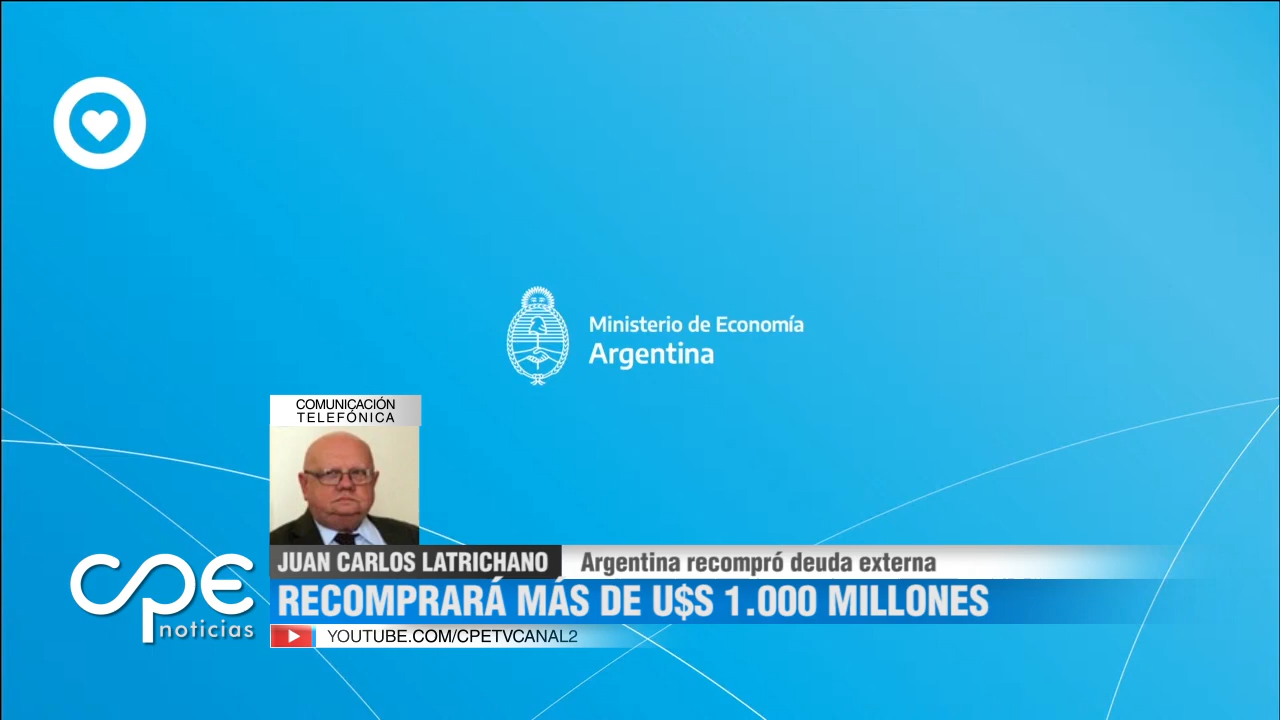 Ministerio de Economía
Argentina
COMUNICACIÓN
TELEFÓNICA
JUAN CARLOS LATRICHANO
Argentina recompró deuda externa
RECOMPRARÁ MÁS DE U$S 1.000 MILLONES
cpe
noticias
YOUTUBE.COM/CPETVCANAL2